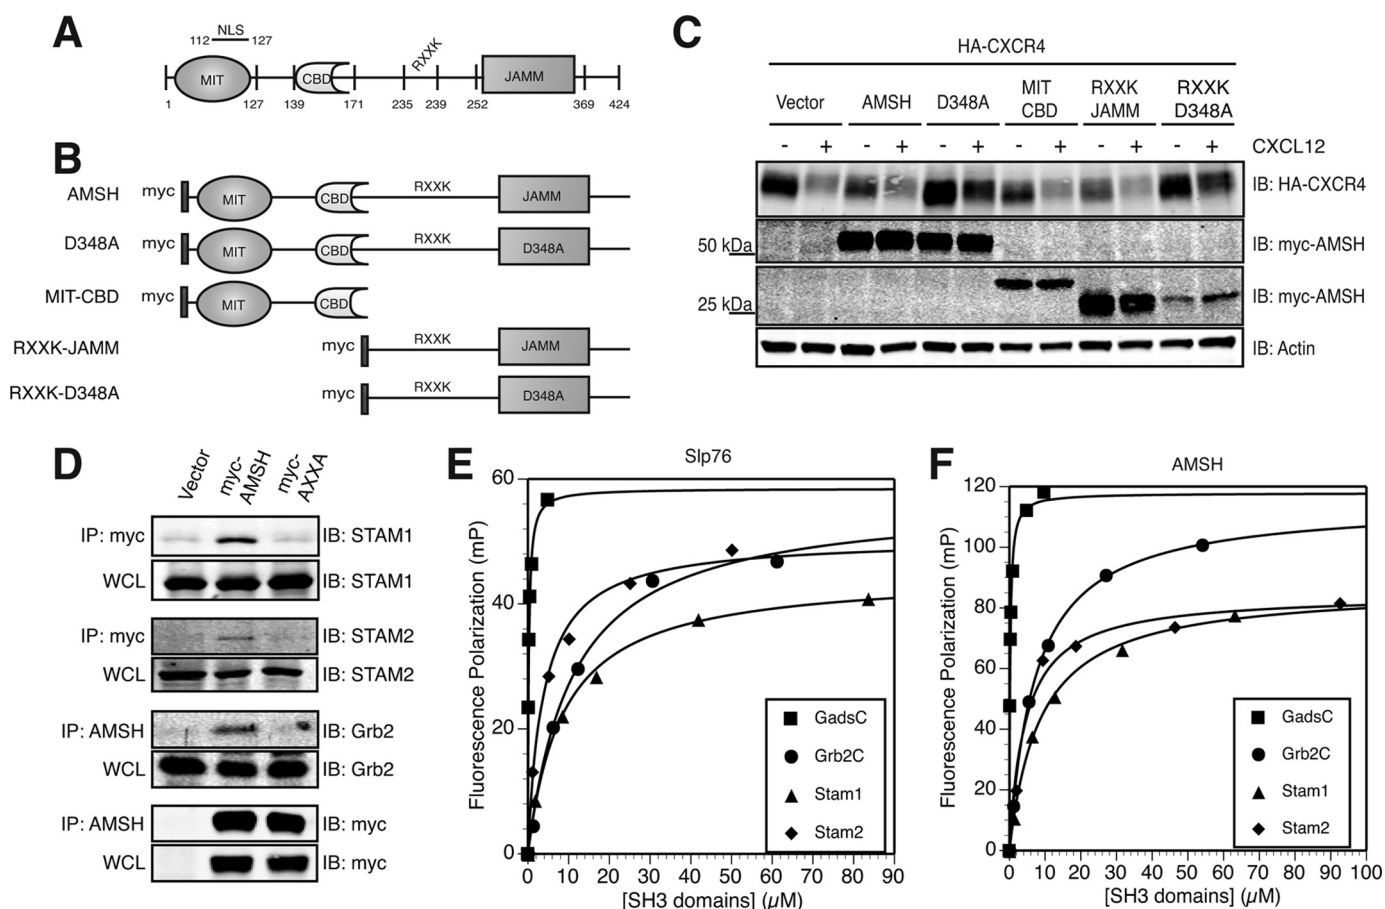 A
NLS
112 127
MIT
CBD
RXXK
JAMM
1 127 139 171 235 239 252 369 424
B
AMSH myc MIT CBD RXXK JAMM
D348A myc MIT CBD RXXK D348A
MIT-CBD myc MIT CBD
RXXK-JAMM myc RXXK JAMM
RXXK-D348A myc RXXK D348A
C
HA-CXCR4
Vector AMSH D348A MIT CBD RXXK JAMM RXXK D348A
- + - + - + - + - + - + CXCL12
IB: HA-CXCR4
50 kDa IB: myc-AMSH
25 kDa IB: myc-AMSH
IB: Actin
D
Vector
myc-AMSH
myc-AXXA
IP: myc IB: STAM1
WCL IB: STAM1
IP: myc IB: STAM2
WCL IB: STAM2
IP: AMSH IB: Grb2
WCL IB: Grb2
IP: AMSH IB: myc
WCL IB: myc
E
Slp76
Fluorescence Polarization (mP)
60
40
20
0
0 10 20 30 40 50 60 70 80 90
[SH3 domains] (µM)
GadsC
Grb2C
Stam1
Stam2
F
AMSH
Fluorescence Polarization (mP)
120
100
80
60
40
20
0
0 10 20 30 40 50 60 70 80 90 100
[SH3 domains] (µM)
GadsC
Grb2C
Stam1
Stam2